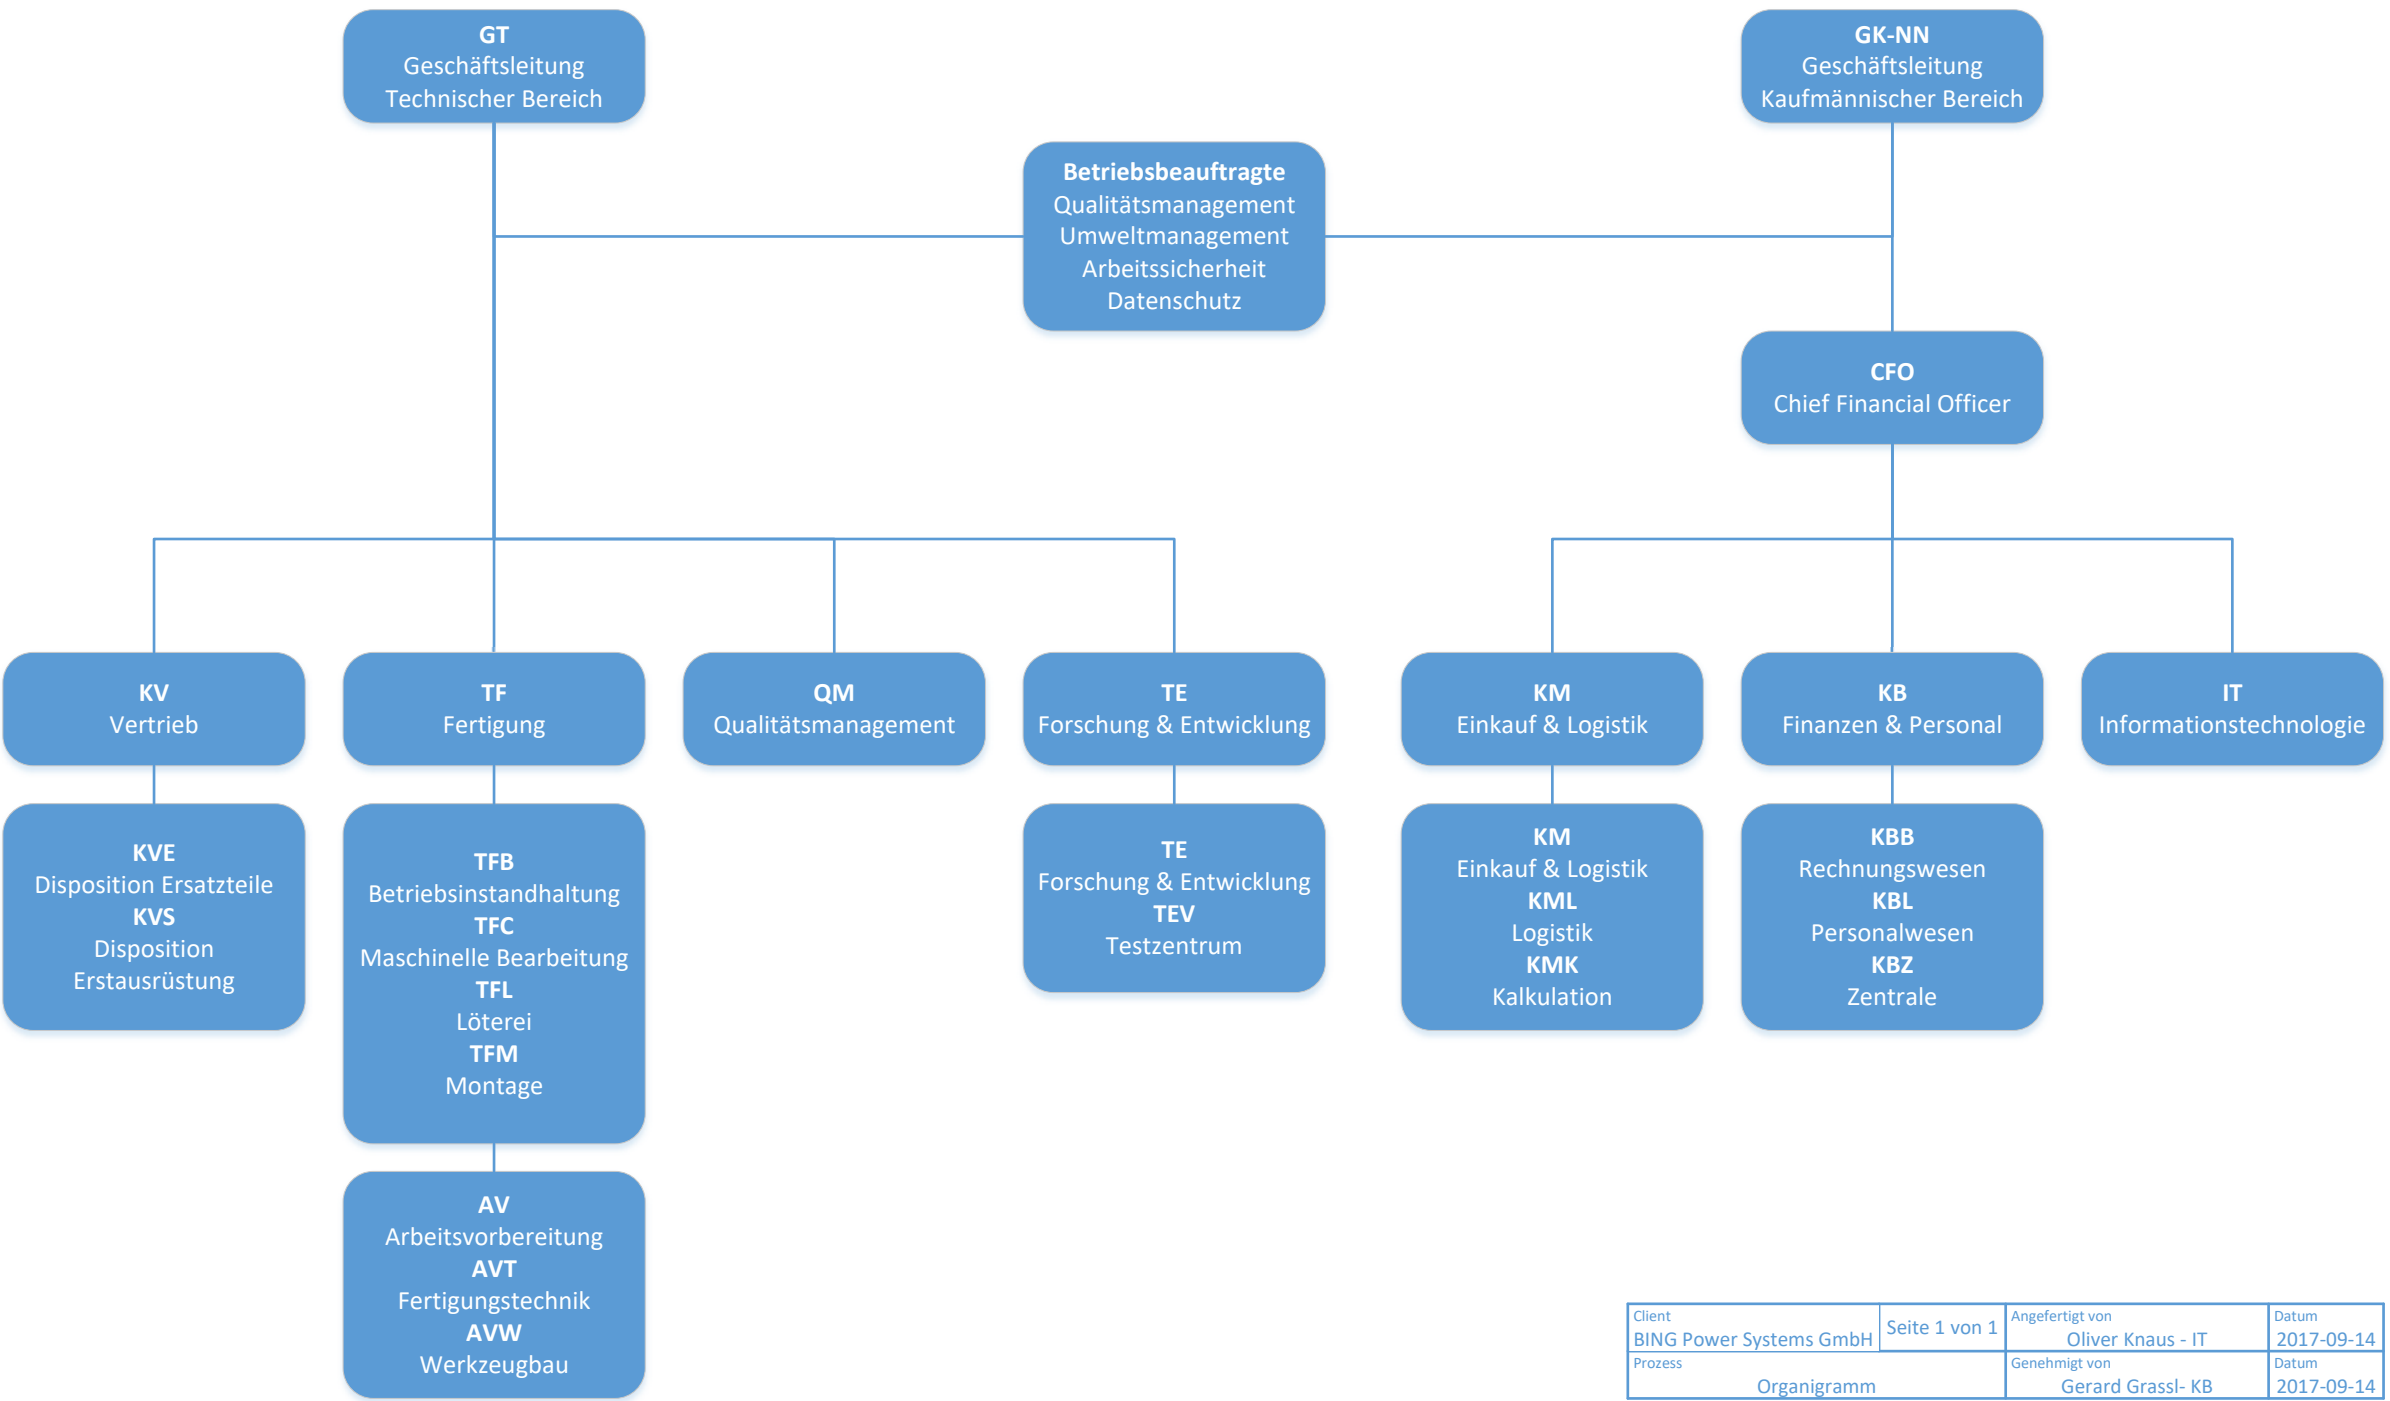 GT
Geschäftsleitung
Technischer Bereich
GK-NN
Geschäftsleitung
Kaufmännischer Bereich
Betriebsbeauftragte
Qualitätsmanagement
Umweltmanagement
Arbeitssicherheit
Datenschutz
CFO
Chief Financial Officer
KV
Vertrieb
TF
Fertigung
QM
Qualitätsmanagement
TE
Forschung & Entwicklung
KM
Einkauf & Logistik
KB
Finanzen & Personal
IT
Informationstechnologie
KVE
Disposition Ersatzteile
KVS
Disposition
Erstausrüstung
TFB
Betriebsinstandhaltung
TFC
Maschinelle Bearbeitung
TFL
Löterei
TFM
Montage
TE
Forschung & Entwicklung
TEV
Testzentrum
KM
Einkauf & Logistik
KML
Logistik
KMK
Kalkulation
KBB
Rechnungswesen
KBL
Personalwesen
KBZ
Zentrale
AV
Arbeitsvorbereitung
AVT
Fertigungstechnik
AVW
Werkzeugbau
Client
BING Power Systems GmbH
Seite 1 von 1
Angefertigt von
Oliver Knaus - IT
Datum
2017-09-14
Prozess
Organigramm
Genehmigt von
Gerard Grassl- KB
Datum
2017-09-14